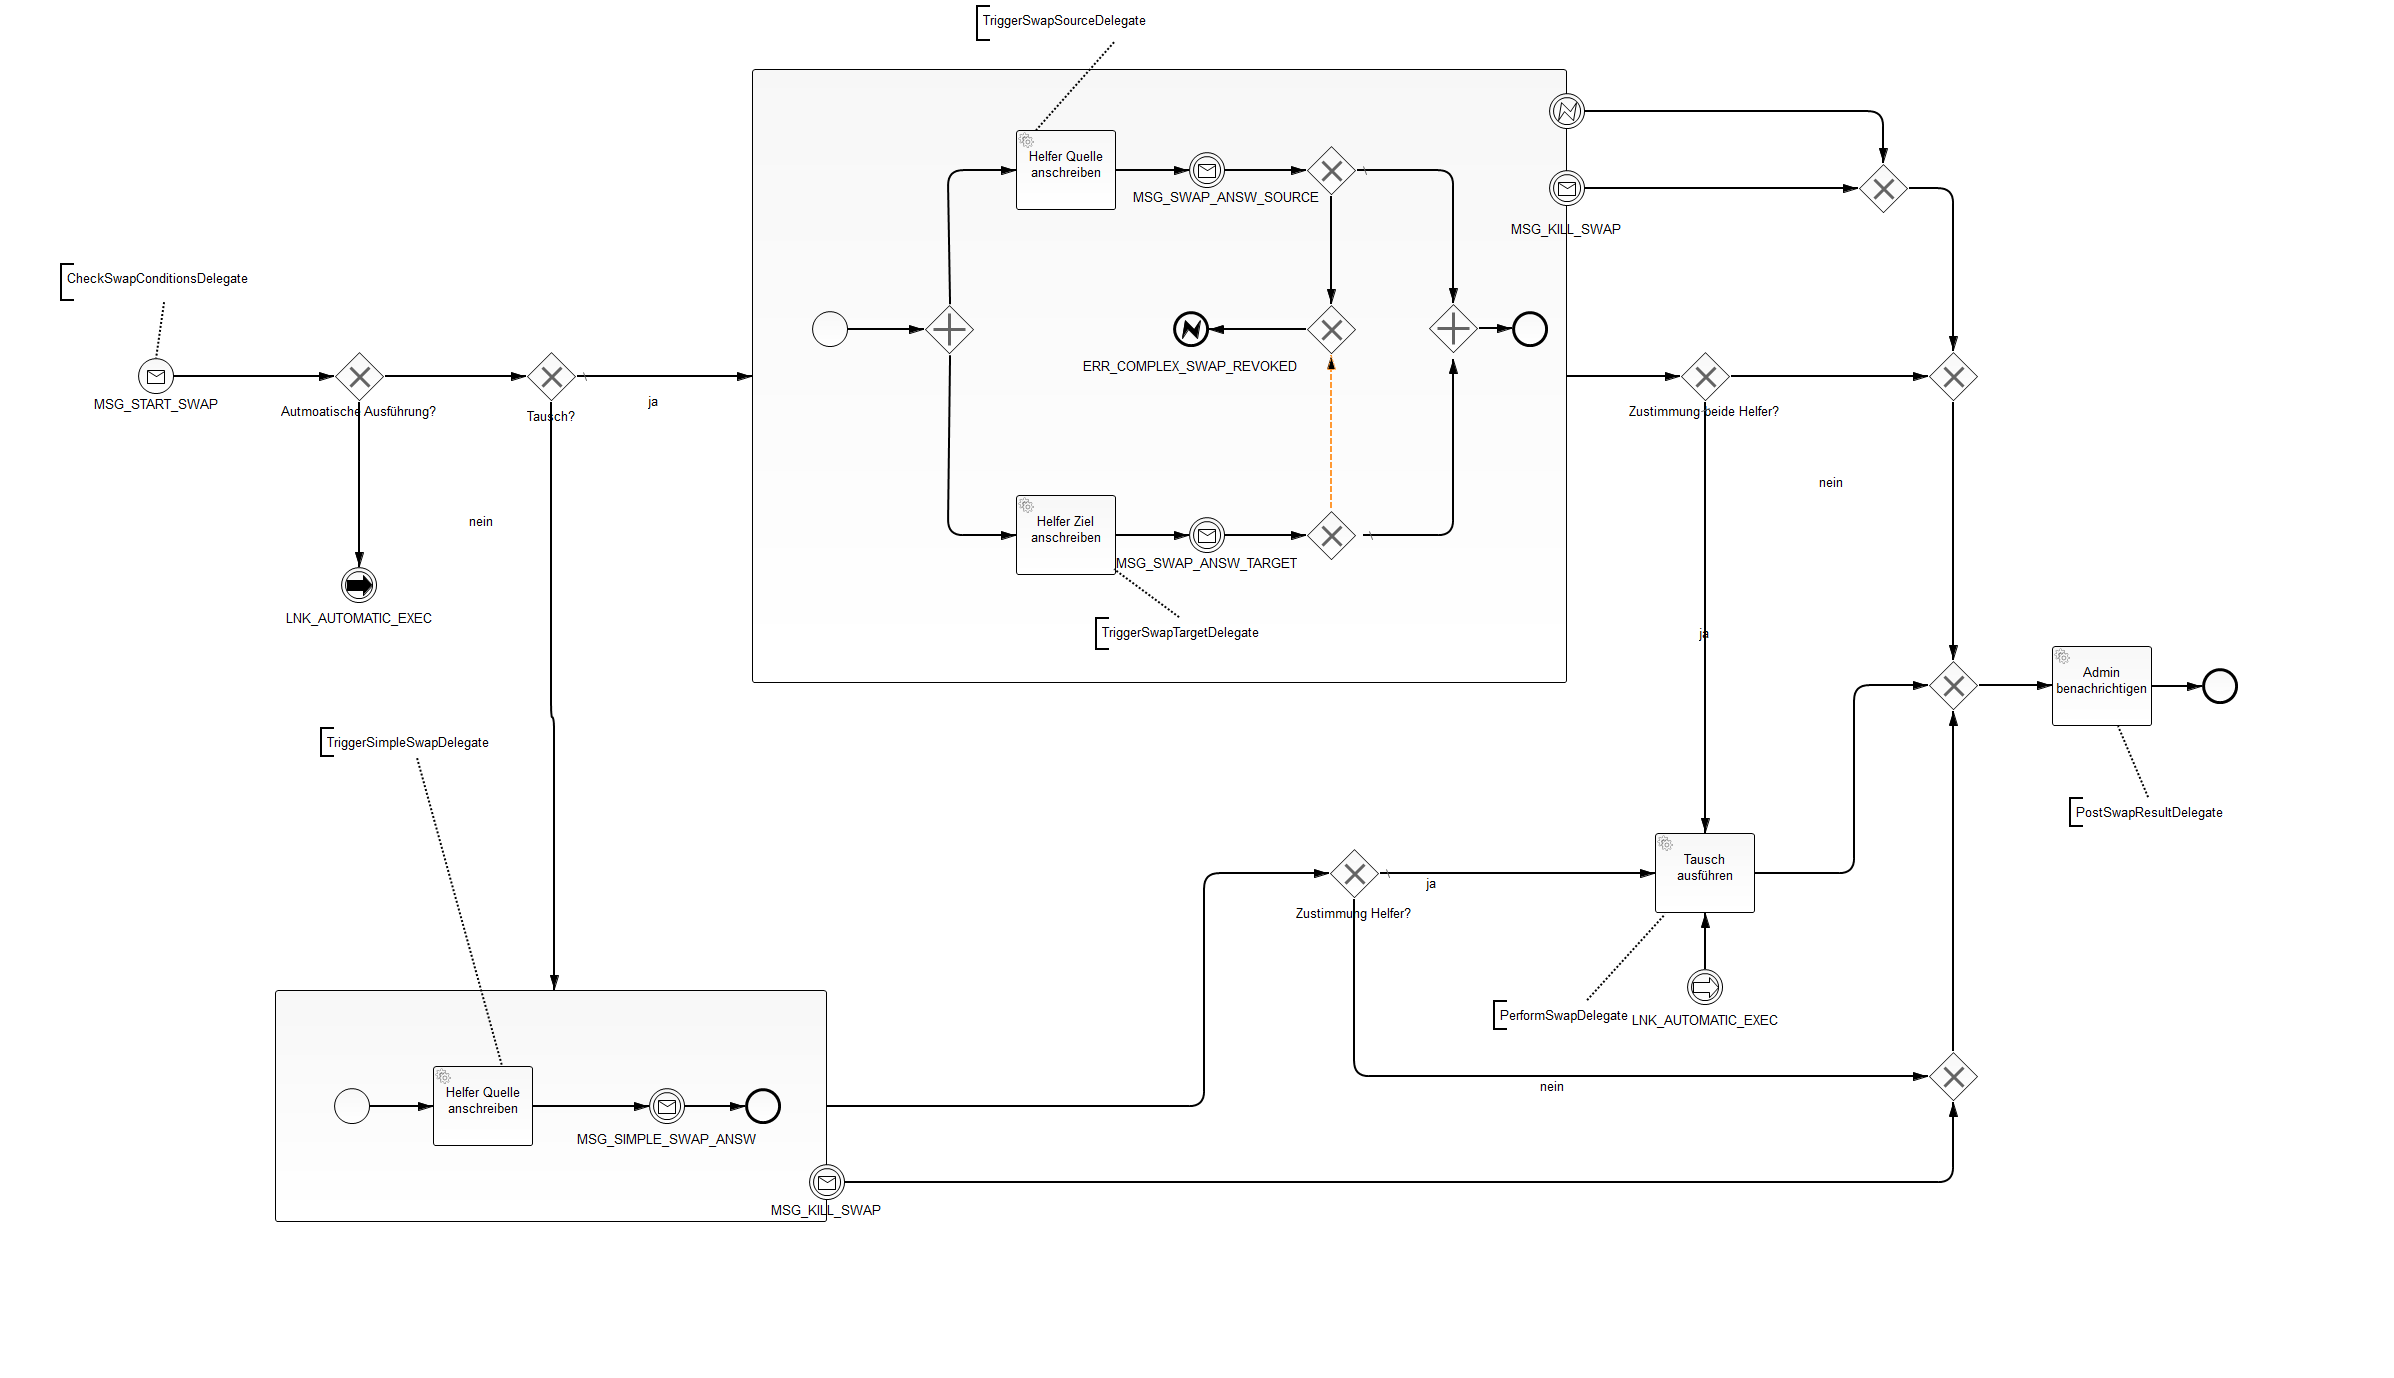 TriggerSwapSourceDelegate
Helfer Quelle
anschreiben
MSG_SWAP_ANSW_SOURCE
MSG_KILL_SWAP
CheckSwapConditionsDelegate
MSG_START_SWAP
Autmoatische Ausführung?
Tausch?
ja
ERR_COMPLEX_SWAP_REVOKED
Zustimmung beide Helfer?
nein
nein
Helfer Ziel
anschreiben
MSG_SWAP_ANSW_TARGET
LNK_AUTOMATIC_EXEC
TriggerSwapTargetDelegate
ja
Admin
benachrichtigen
TriggerSimpleSwapDelegate
PostSwapResultDelegate
Tausch
ausführen
ja
Zustimmung Helfer?
PerformSwapDelegate
LNK_AUTOMATIC_EXEC
nein
Helfer Quelle
anschreiben
MSG_SIMPLE_SWAP_ANSW
MSG_KILL_SWAP